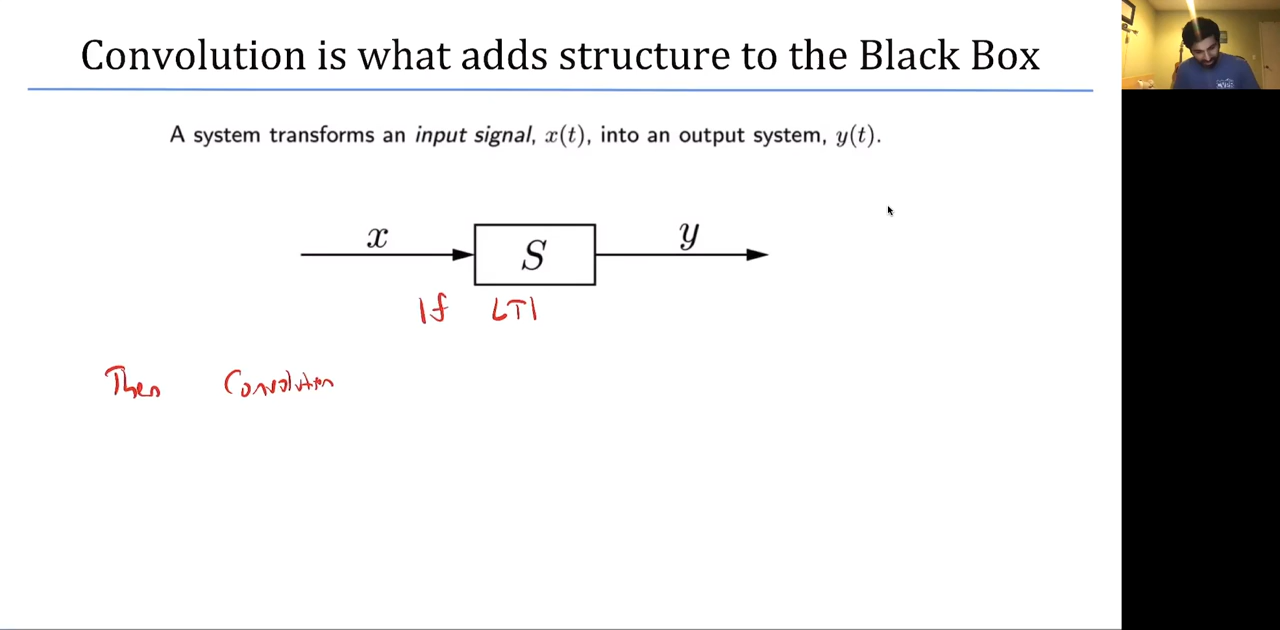 Convolution is what adds structure to the Black Box
A system transforms an input signal, x(t), into an output system, y(t).
x S y
If LTI
Then Convolution